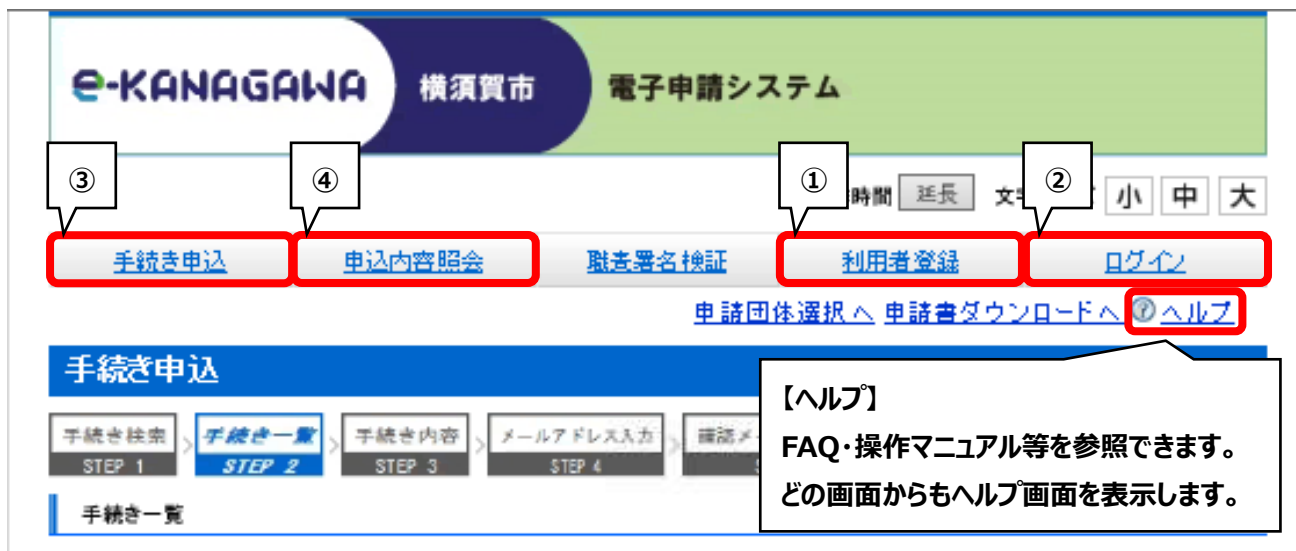 e-KANAGAWA 横須賀市 電子申請システム
③ ④ ① ②
時間 延長 文 小 中 大
手続き申込 申込内容照会 職責署名検証 利用者登録 ログイン
申請団体選択へ 申請書ダウンロードへ ?ヘルプ
手続き申込
手続き検索 > 手続き一覧 > 手続き内容 > メールアドレス入力 > 確認メ
STEP 1 STEP 2 STEP 3 STEP 4
手続き一覧
【ヘルプ】
FAQ・操作マニュアル等を参照できます。
どの画面からもヘルプ画面を表示します。